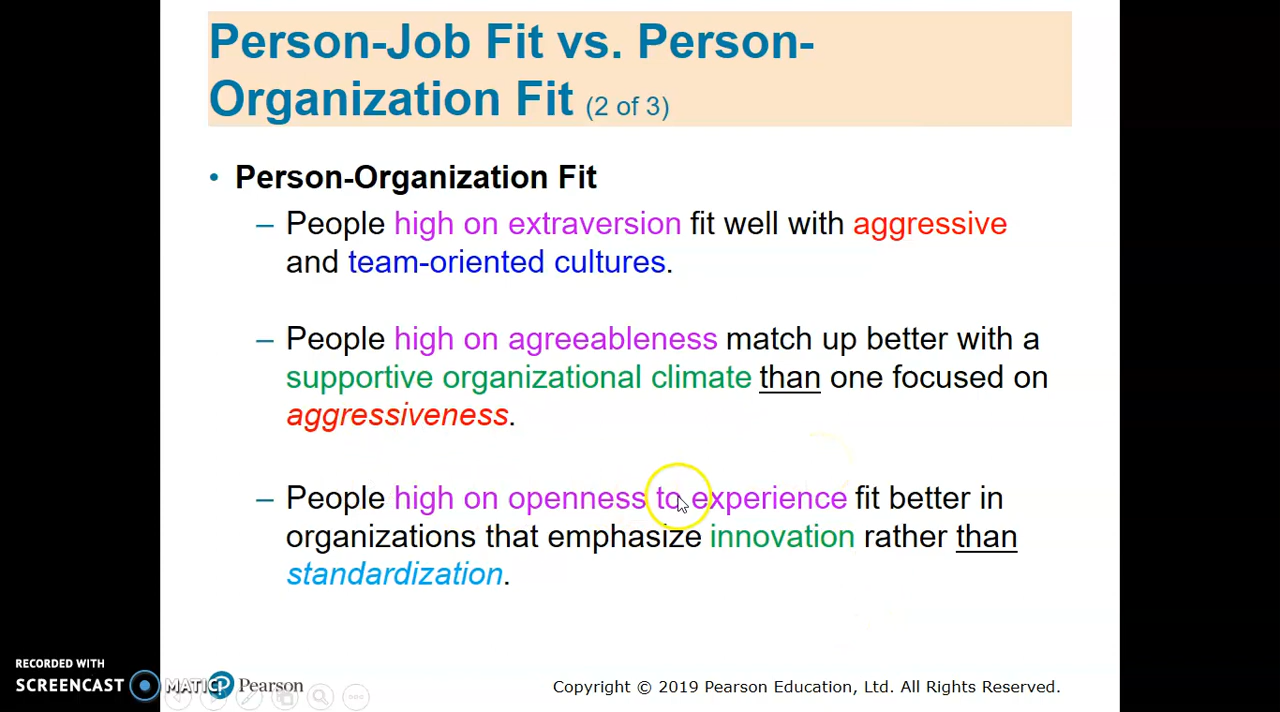 Person-Job Fit vs. Person-
Organization Fit (2 of 3)
• Person-Organization Fit
– People high on extraversion fit well with aggressive
and team-oriented cultures.
– People high on agreeableness match up better with a
supportive organizational climate than one focused on
aggressiveness.
– People high on openness to experience fit better in
organizations that emphasize innovation rather than
standardization.
RECORDED WITH
SCREENCAST MATIC
Pearson
Copyright © 2019 Pearson Education, Ltd. All Rights Reserved.